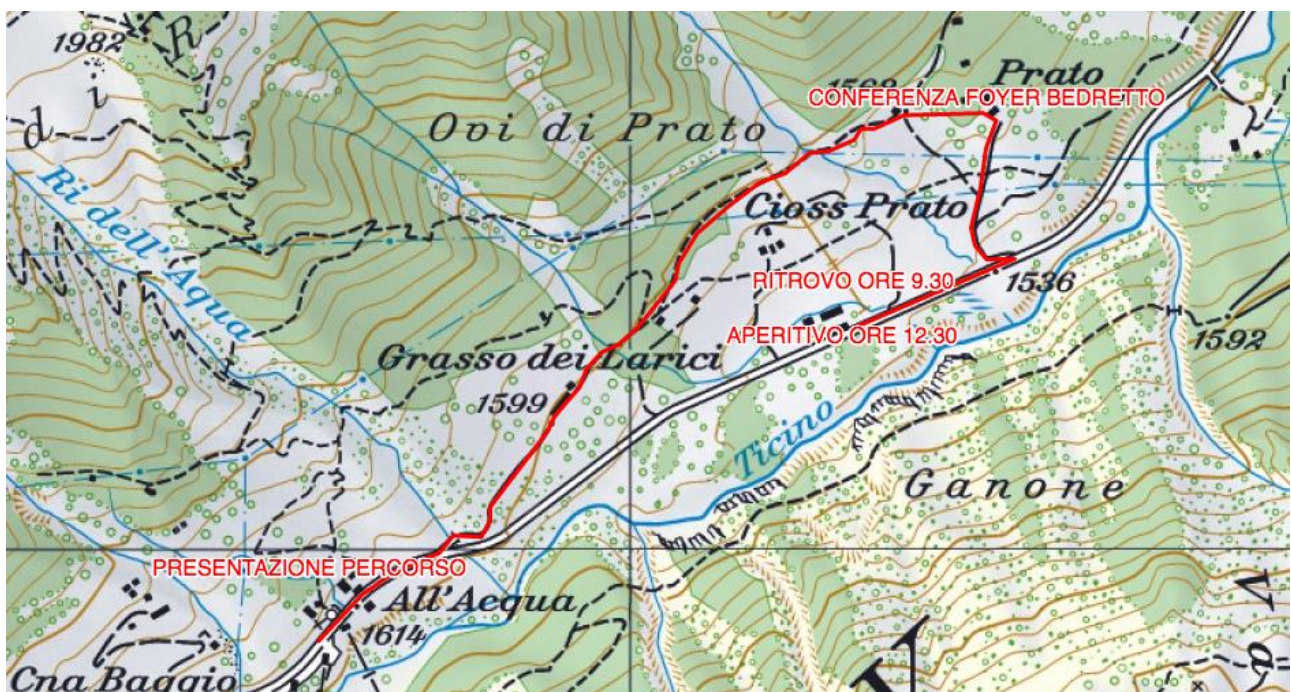 1982
R
di
Ovi di Prato
Prato
CONFERENZA FOYER BEDRETTO
Ri dell'Aqua
Cioss Prato
RITROVO ORE 9.30
1536
APERITIVO ORE 12:30
1592
Grasso dei Larici
1599
Ticino
Ganone
PRESENTAZIONE PERCORSO
All'Acqua
1614
V
a
Cna Baggio